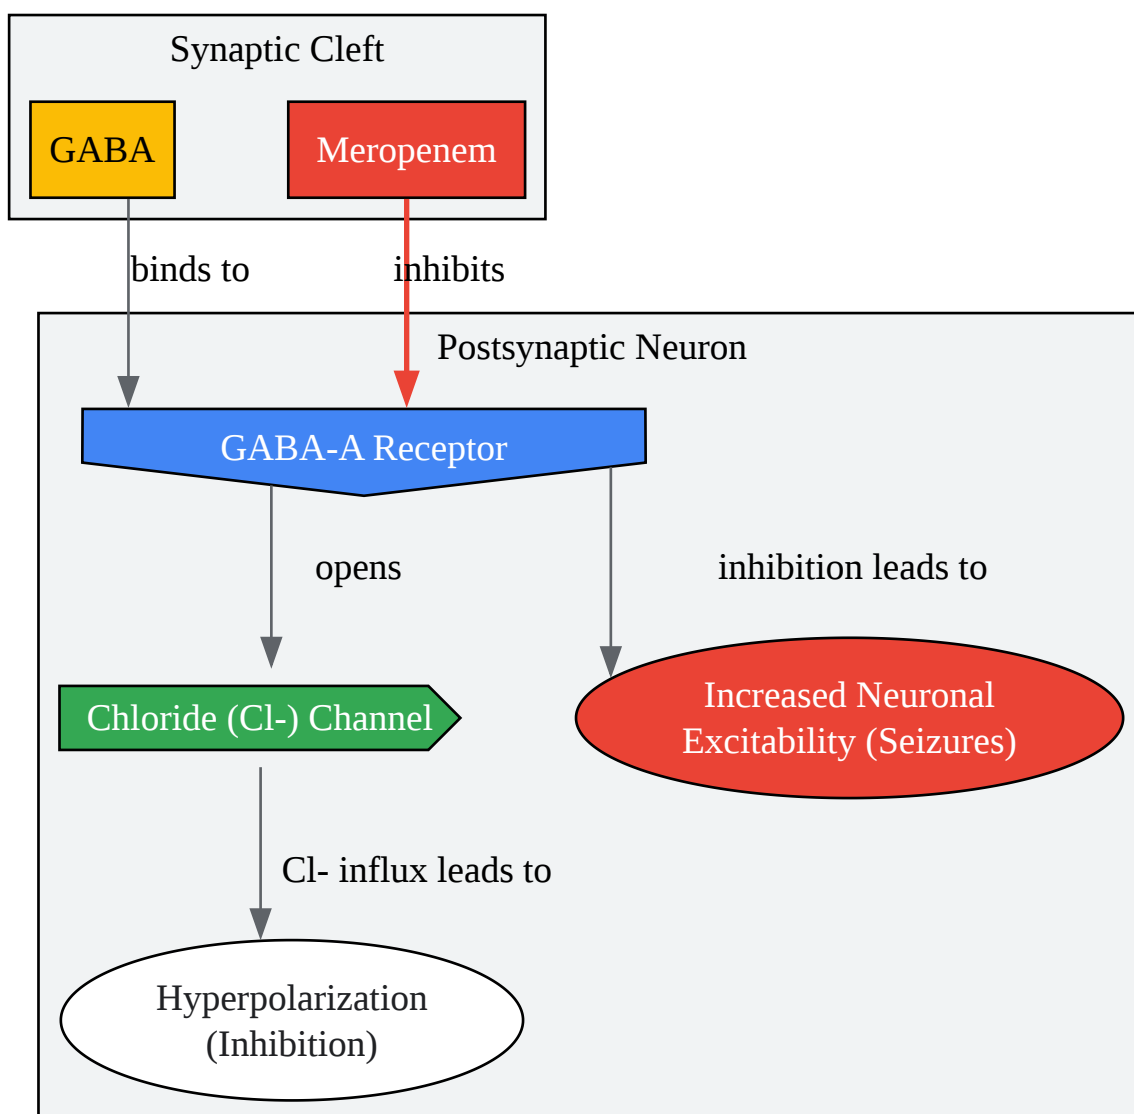 Synaptic Cleft
GABA
Meropenem
binds to
inhibits
Postsynaptic Neuron
GABA-A Receptor
opens
inhibition leads to
Chloride (Cl-) Channel
Increased Neuronal
Excitability (Seizures)
Cl- influx leads to
Hyperpolarization
(Inhibition)